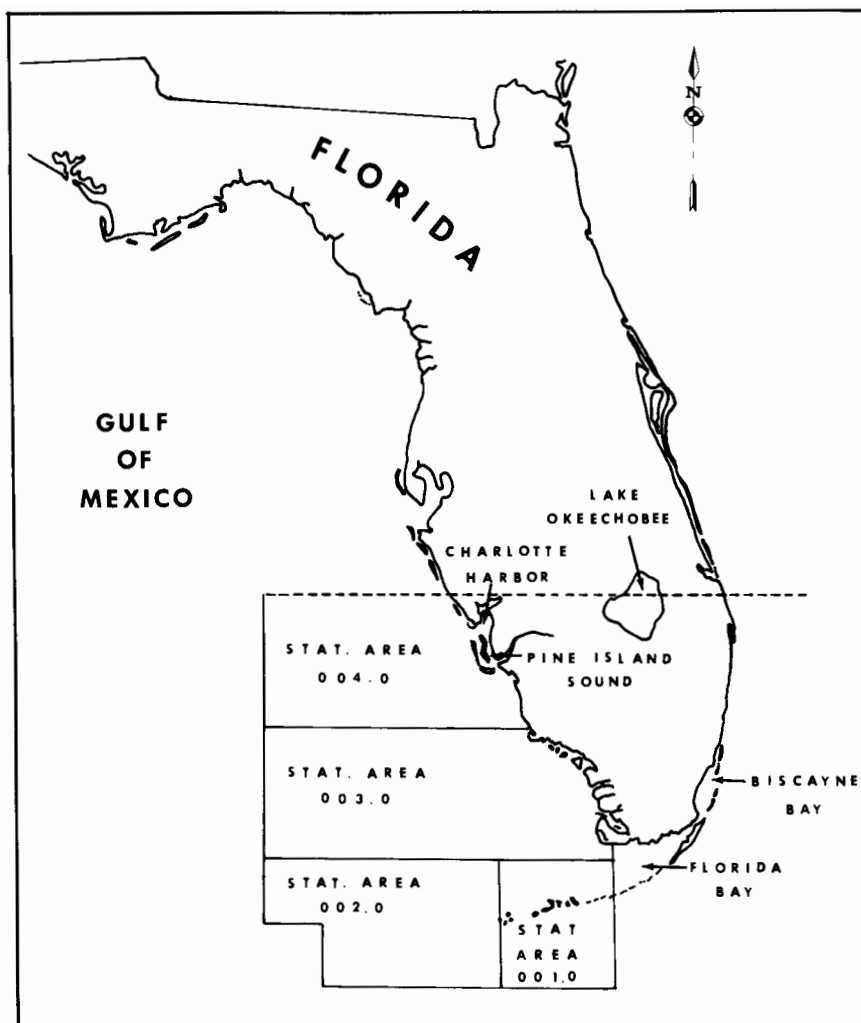 N
FLORIDA
GULF
OF
MEXICO
LAKE
OKEECHOBEE
CHARLOTTE
HARBOR
STAT. AREA
004.0
PINE ISLAND
SOUND
STAT. AREA
003.0
BISCAYNE
BAY
STAT. AREA
002.0
FLORIDA
BAY
STAT
AREA
001.0